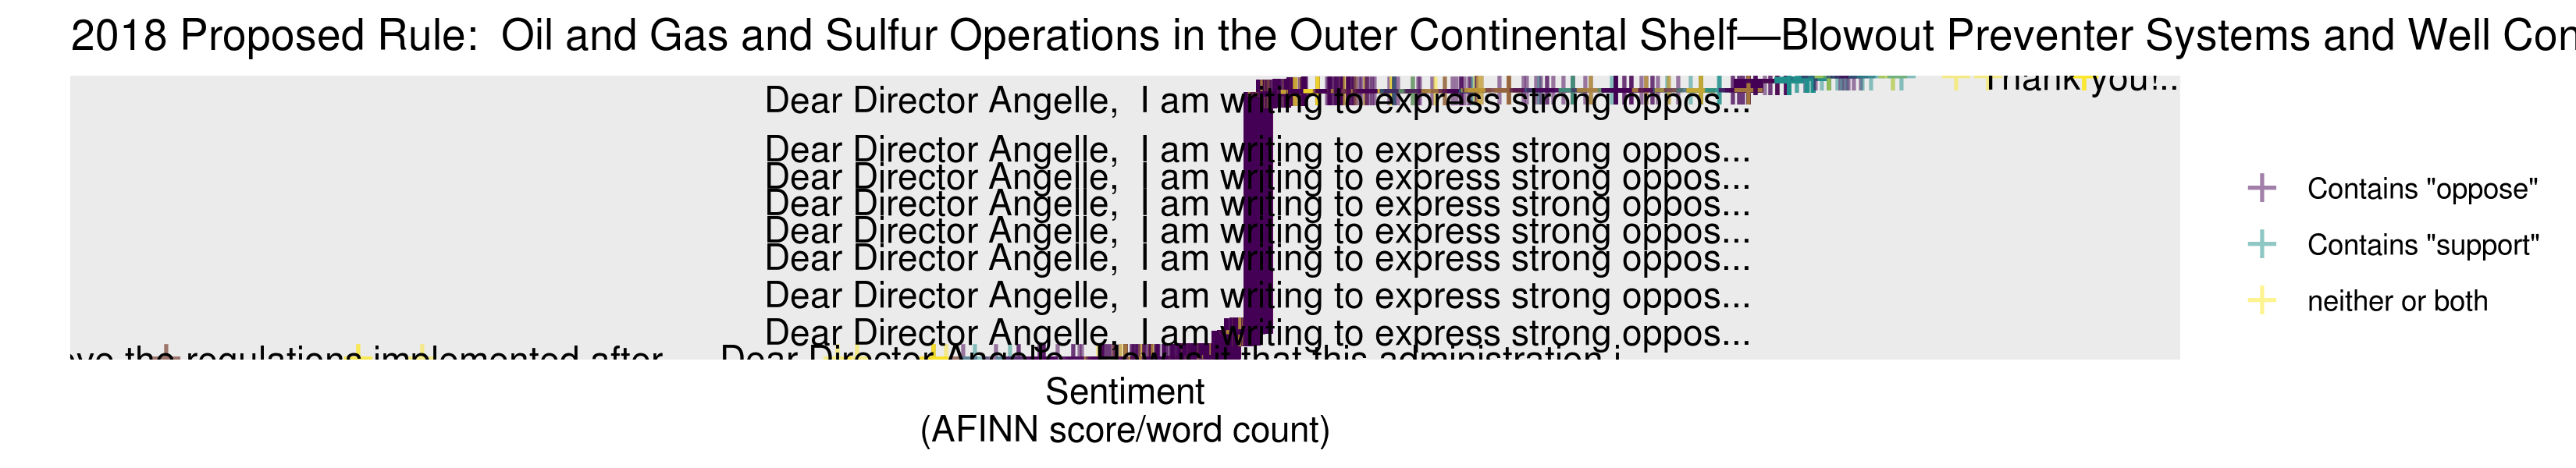 2018 Proposed Rule: Oil and Gas and Sulfur Operations in the Outer Continental Shelf—Blowout Preventer Systems and Well Con
Thank you!...
Dear Director Angelle, I am writing to express strong oppos...
Dear Director Angelle, I am writing to express strong oppos...
Dear Director Angelle, I am writing to express strong oppos...
Dear Director Angelle, I am writing to express strong oppos...
Dear Director Angelle, I am writing to express strong oppos...
Dear Director Angelle, I am writing to express strong oppos...
Dear Director Angelle, I am writing to express strong oppos...
Dear Director Angelle, I am writing to express strong oppos...
the regulations implemented after
Dear Director Angelle, How is it that this administration i
Contains "oppose"
Contains "support"
neither or both
Sentiment
(AFINN score/word count)